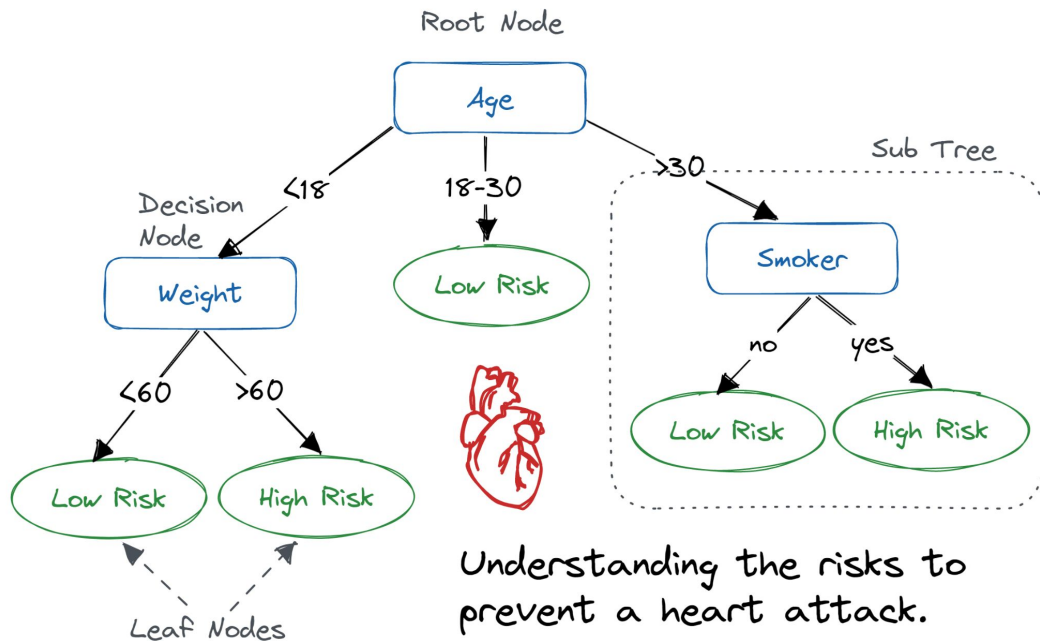 Root Node
Age
Sub Tree
<18
18-30
>30
Decision
Node
Weight
Low Risk
Smoker
<60
>60
no
yes
Low Risk
High Risk
Low Risk
High Risk
Leaf Nodes
Understanding the risks to
prevent a heart attack.